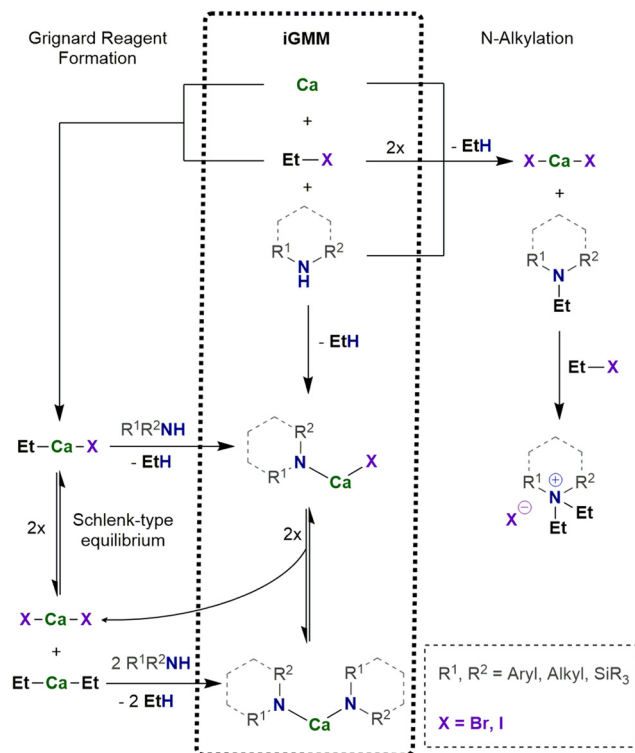 Grignard Reagent
Formation
iGMM
N-Alkylation
Ca
+
Et–X
2x
- EtH
X–Ca–X
+
+
R¹ R²
N
H
R¹ R²
N
Et
- EtH
Et–X
Et–Ca–X
R¹R²NH
- EtH
R²
N
R¹
X
Ca
R¹ R²
N
⊕
X
⊖
Et
Et
2x
Schlenk-type
equilibrium
2x
X–Ca–X
+
Et–Ca–Et
2 R¹R²NH
- 2 EtH
R² R¹
N N
R¹ R²
Ca
R¹, R² = Aryl, Alkyl, SiR₃
X = Br, I